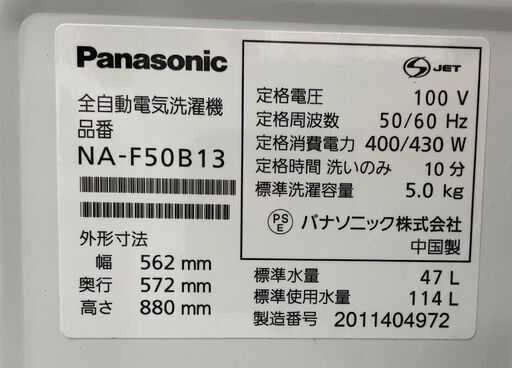 Panasonic
全自動電気洗濯機
品番
NA-F50B13
外形寸法
幅 562 mm
奥行 572 mm
高さ 880 mm
S JET
定格電圧 100 V
定格周波数 50/60 Hz
定格消費電力 400/430 W
定格時間 洗いのみ 10 分
標準洗濯容量 5.0 kg
PSE パナソニック株式会社
中国製
標準水量 47 L
標準使用水量 114 L
製造番号 2011404972